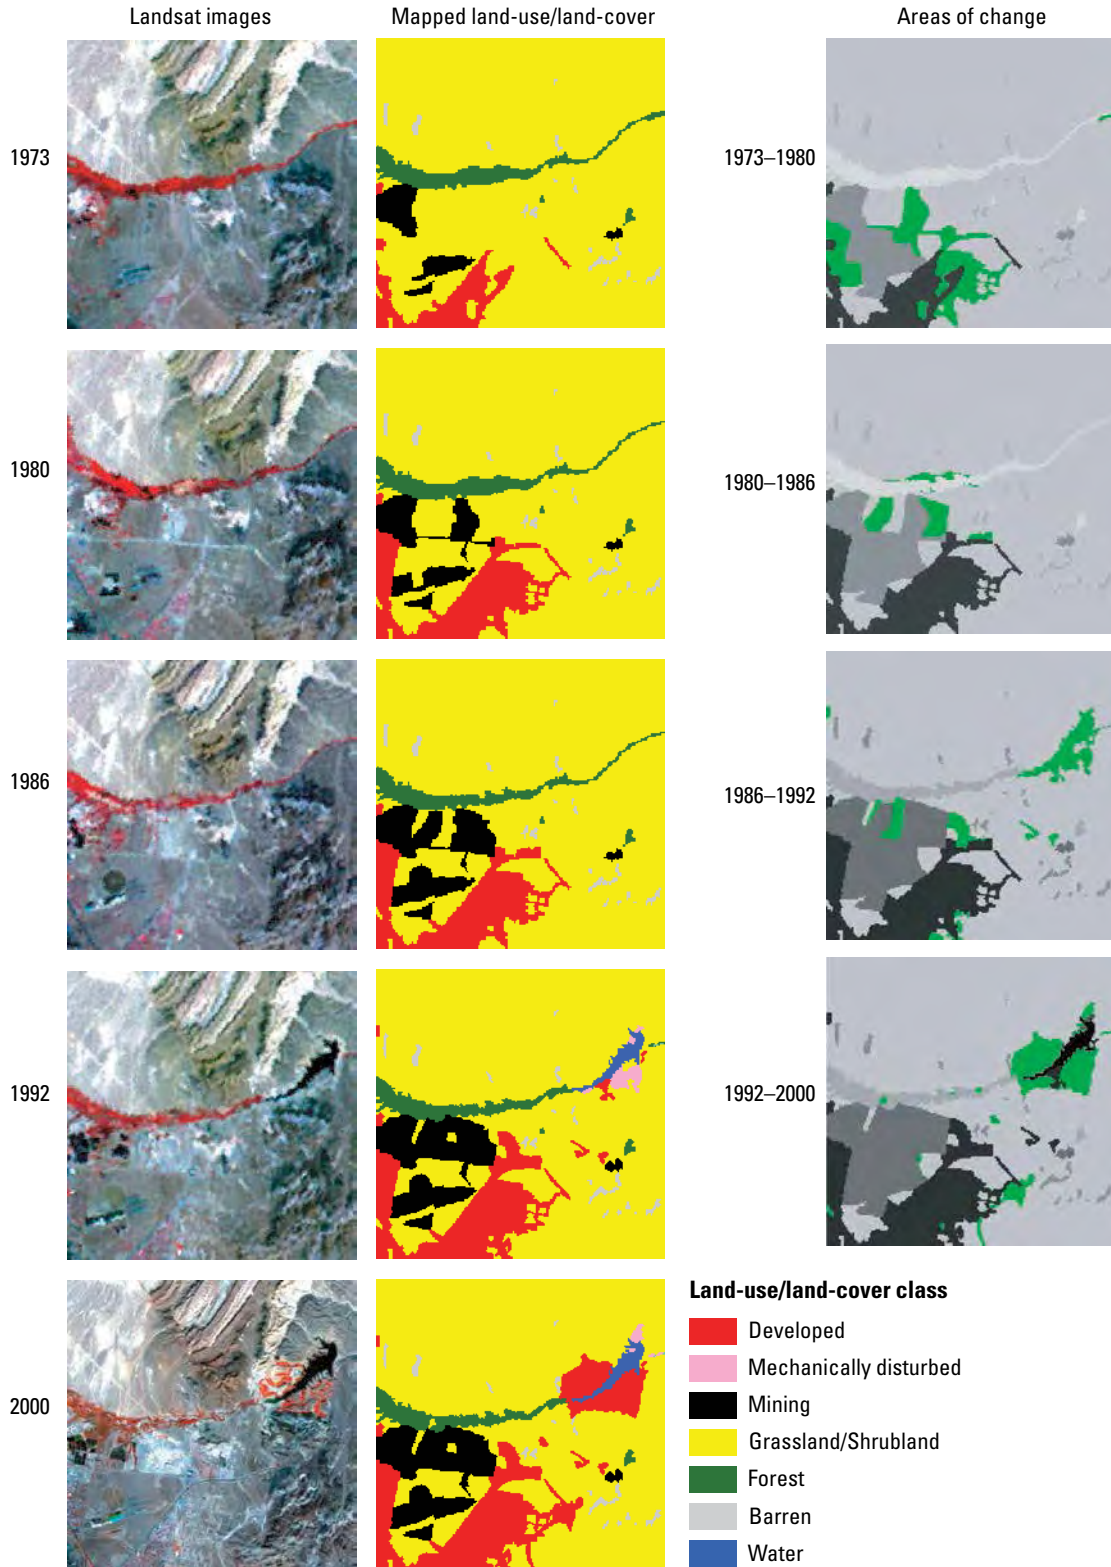 Landsat images
Mapped land-use/land-cover
Areas of change
1973
1973–1980
1980
1980–1986
1986
1986–1992
1992
1992–2000
2000
Land-use/land-cover class
Developed
Mechanically disturbed
Mining
Grassland/Shrubland
Forest
Barren
Water